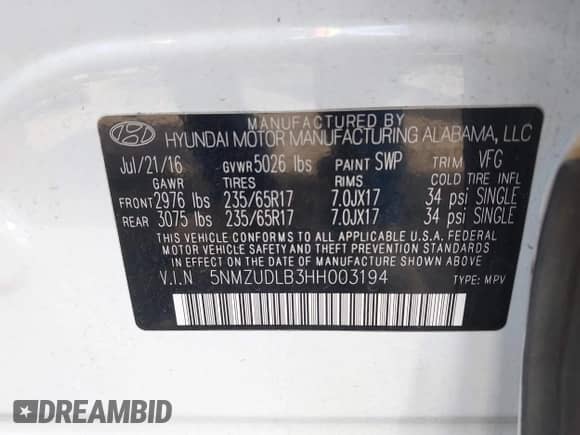 MANUFACTURED BY
HYUNDAI MOTOR MANUFACTURING ALABAMA, LLC
Jul/21/16 GVWR 5026 lbs PAINT SWP TRIM VFG
GAWR TIRES RIMS COLD TIRE INFL
FRONT 2976 lbs 235/65R17 7.0JX17 34 psi SINGLE
REAR 3075 lbs 235/65R17 7.0JX17 34 psi SINGLE
THIS VEHICLE CONFORMS TO ALL APPLICABLE U.S.A. FEDERAL
MOTOR VEHICLE SAFETY AND THEFT PREVENTION STANDARDS
IN EFFECT ON THE DATE OF MANUFACTURE SHOWN ABOVE.
V.I.N 5NMZUDLB3HH003194 TYPE: MPV
DREAMBID